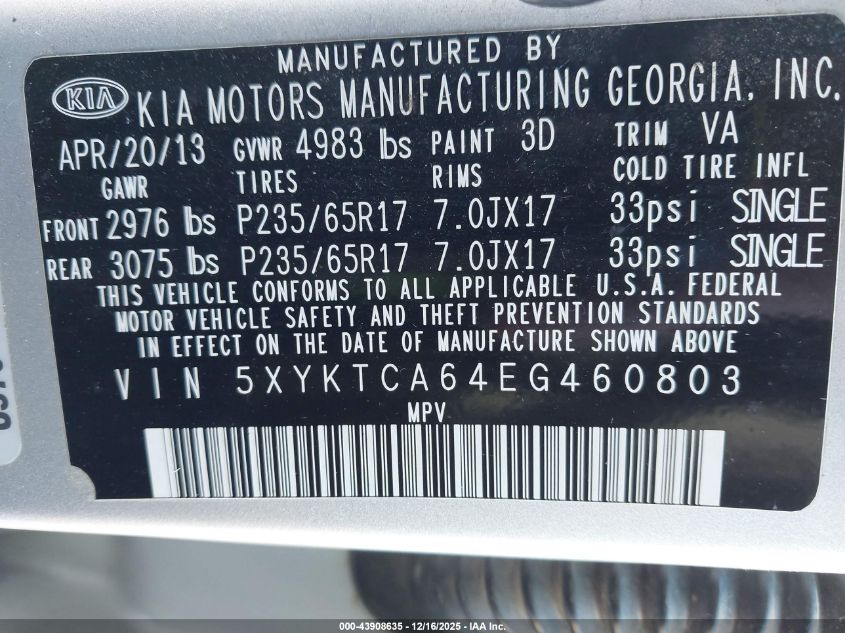 MANUFACTURED BY
KIA KIA MOTORS MANUFACTURING GEORGIA, INC.
APR/20/13 GVWR 4983 lbs PAINT 3D TRIM VA
GAWR TIRES RIMS COLD TIRE INFL
FRONT 2976 lbs P235/65R17 7.0JX17 33psi SINGLE
REAR 3075 lbs P235/65R17 7.0JX17 33psi SINGLE
THIS VEHICLE CONFORMS TO ALL APPLICABLE U.S.A. FEDERAL
MOTOR VEHICLE SAFETY AND THEFT PREVENTION STANDARDS
IN EFFECT ON THE DATE OF MANUFACTURE SHOWN ABOVE
VIN 5XYKTCA64EG460803
MPV
000-43908635 - 12/16/2025 - IAA Holdings, LLC.